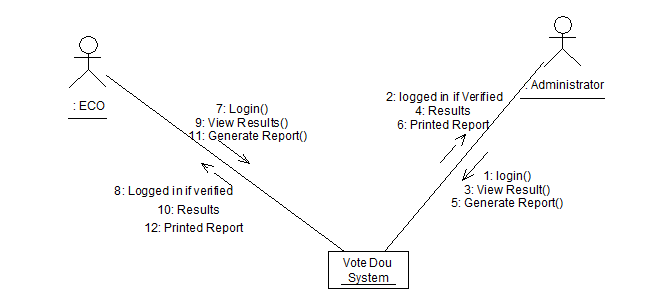 : ECO
: Administrator
7: Login()
9: View Results()
11: Generate Report()
2: logged in if Verified
4: Results
6: Printed Report
8: Logged in if verified
10: Results
12: Printed Report
1: login()
3: View Result()
5: Generate Report()
Vote Dou
System